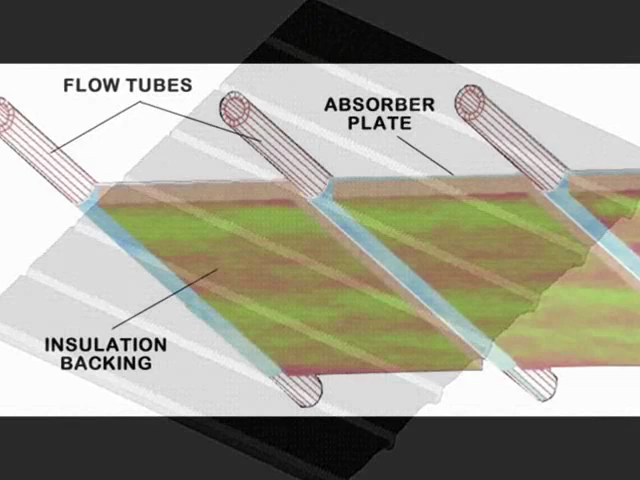 FLOW TUBES
ABSORBER
PLATE
INSULATION
BACKING